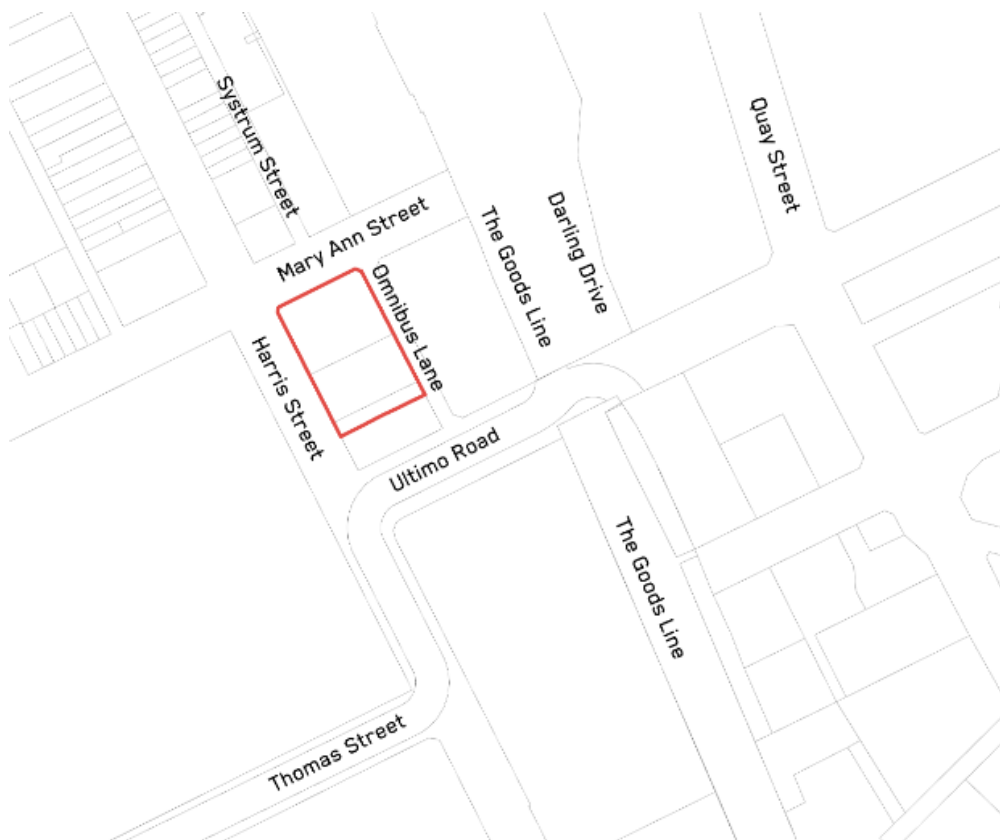 Systrum Street
Quay Street
Mary Ann Street
The Goods Line
Darling Drive
Omnibus Lane
Harris Street
Ultimo Road
The Goods Line
Thomas Street